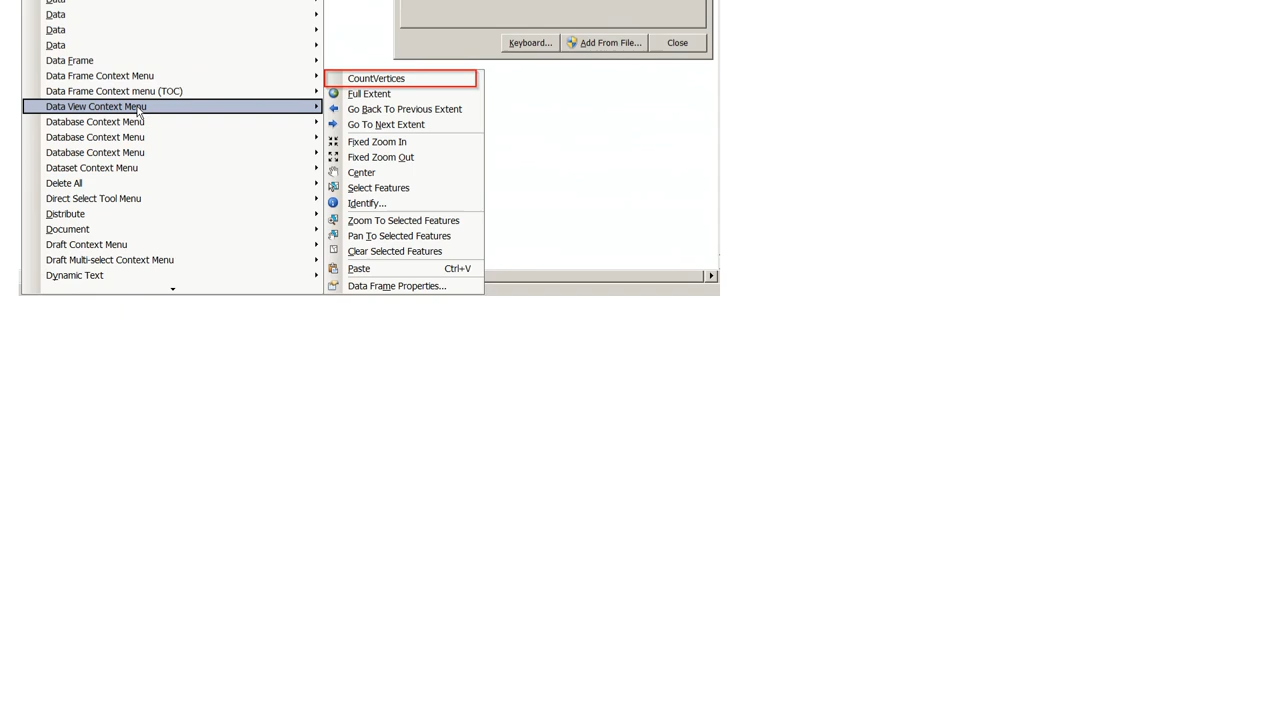 Data
Data
Data
Data
Data Frame
Data Frame Context Menu
Data Frame Context menu (TOC)
Data View Context Menu
Database Context Menu
Database Context Menu
Database Context Menu
Dataset Context Menu
Delete All
Direct Select Tool Menu
Distribute
Document
Draft Context Menu
Draft Multi-select Context Menu
Dynamic Text
Keyboard... Add From File... Close
CountVertices
Full Extent
Go Back To Previous Extent
Go To Next Extent
Fixed Zoom In
Fixed Zoom Out
Center
Select Features
Identify...
Zoom To Selected Features
Pan To Selected Features
Clear Selected Features
Paste Ctrl+V
Data Frame Properties...